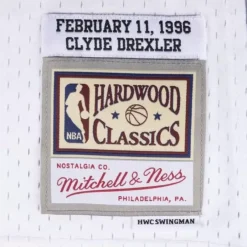 FEBRUARY 11, 1996
CLYDE DREXLER
NBA
HARDWOOD
CLASSICS
NOSTALGIA CO.
Mitchell & Ness
PHILADELPHIA, PA.
HWC SWINGMAN